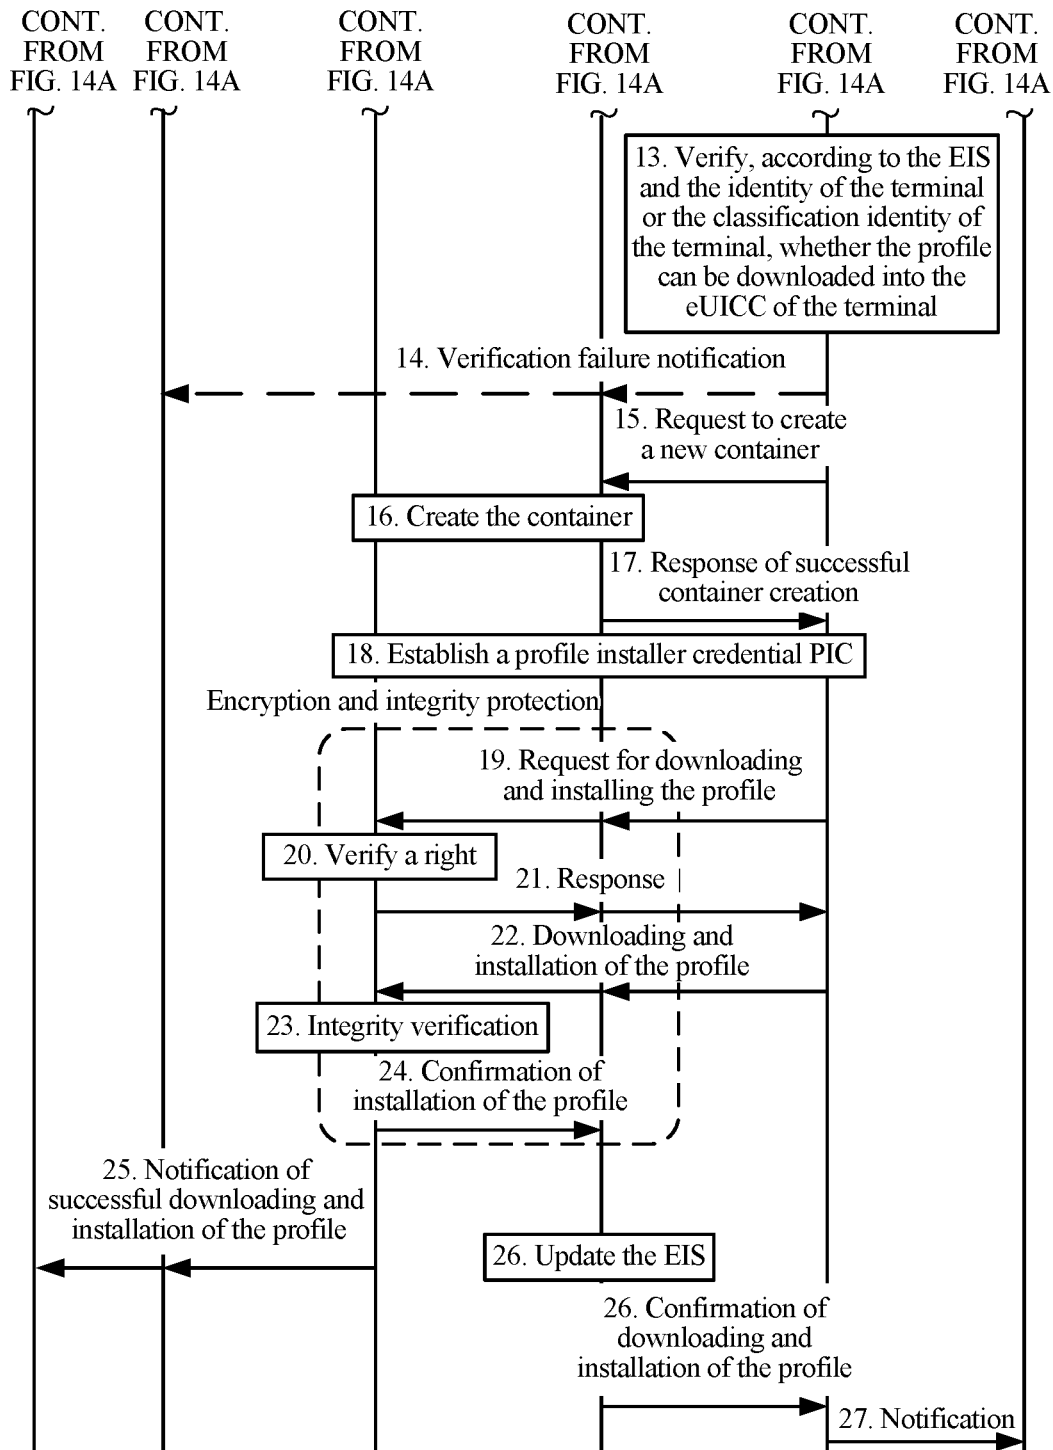 CONT.
FROM
FIG. 14A
CONT.
FROM
FIG. 14A
CONT.
FROM
FIG. 14A
CONT.
FROM
FIG. 14A
CONT.
FROM
FIG. 14A
CONT.
FROM
FIG. 14A
13. Verify, according to the EIS
and the identity of the terminal
or the classification identity of
the terminal, whether the profile
can be downloaded into the
eUICC of the terminal
14. Verification failure notification
15. Request to create
a new container
16. Create the container
17. Response of successful
container creation
18. Establish a profile installer credential PIC
Encryption and integrity protection
19. Request for downloading
and installing the profile
20. Verify a right
21. Response
22. Downloading and
installation of the profile
23. Integrity verification
24. Confirmation of
installation of the profile
25. Notification of
successful downloading and
installation of the profile
26. Update the EIS
26. Confirmation of
downloading and
installation of the profile
27. Notification